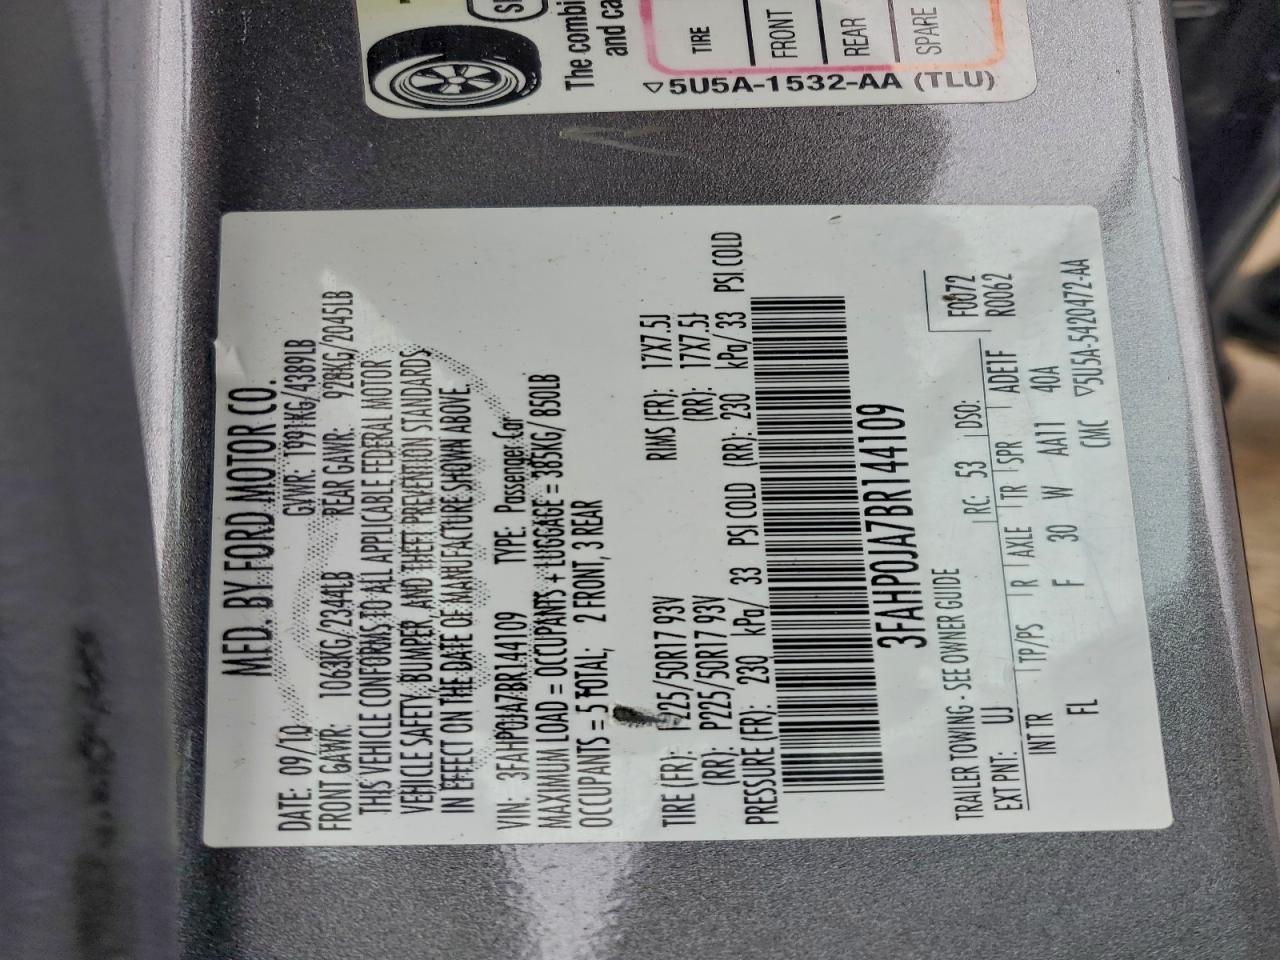 MFD. BY FORD MOTOR CO.
DATE: 09/10 GVWR: 1991KG/4389LB
FRONT GAWR: 1063KG/2344LB REAR GAWR: 928KG/2045LB
THIS VEHICLE CONFORMS TO ALL APPLICABLE FEDERAL MOTOR
VEHICLE SAFETY, BUMPER, AND THEFT PREVENTION STANDARDS
IN EFFECT ON THE DATE OF MANUFACTURE SHOWN ABOVE.
VIN: 3FAHP0JA7BR144109 TYPE: Passenger Car
MAXIMUM LOAD = OCCUPANTS + LUGGAGE = 385KG/ 850LB
OCCUPANTS = 5 TOTAL; 2 FRONT, 3 REAR
TIRE (FR): P225/50R17 93V RIMS (FR): 17X7.5J
(RR): P225/50R17 93V (RR): 17X7.5J
PRESSURE (FR): 230 kPa/ 33 PSI COLD (RR): 230 kPa/ 33 PSI COLD
3FAHP0JA7BR144109
TRAILER TOWING - SEE OWNER GUIDE F0072
EXT PNT: UJ RC: 53 DSO: R0062
INT TR TP/PS R AXLE TR SPR ADEIF
FL F 30 W AA11 40A
CMC ▽5U5A-5420472-AA
The combi
and ca
TIRE
FRONT
REAR
SPARE
▽5U5A-1532-AA (TLU)